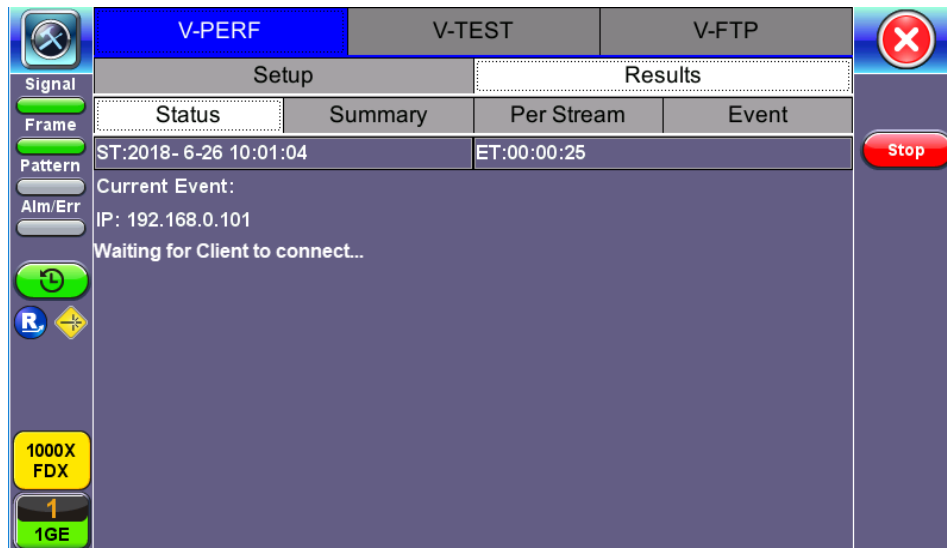 V-PERF V-TEST V-FTP
Setup Results
Signal
Status Summary Per Stream Event
Frame
ST:2018- 6-26 10:01:04 ET:00:00:25
Stop
Pattern
Current Event:
Alm/Err
IP: 192.168.0.101
Waiting for Client to connect...
R
1000X
FDX
1
1GE